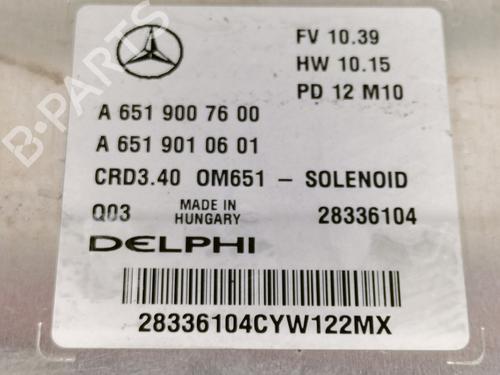 FV 10.39
HW 10.15
PD 12 M10
A 651 900 76 00
A 651 901 06 01
CRD3.40 OM651 - SOLENOID
Q03 MADE IN HUNGARY 28336104
DELPHI
28336104CYW122MX
B-PARTS